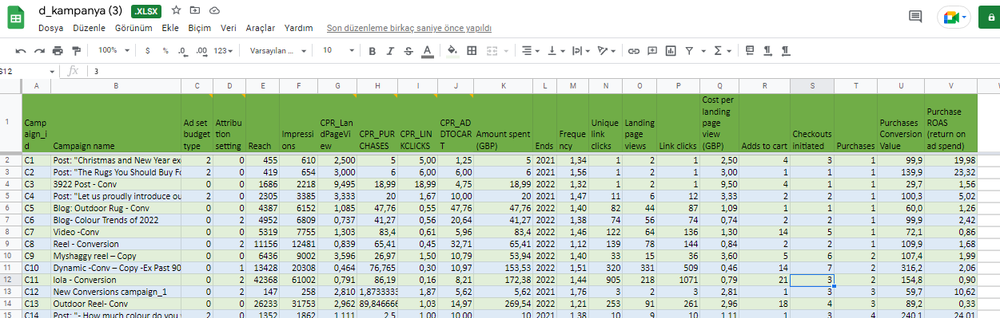 d_kampanya (3) .XLSX
Dosya Düzenle Görünüm Ekle Biçim Veri Araçlar Yardım Son düzenleme birkaç saniye önce yapıldı
100% $ % .0 .00 123 Varsayılan ... 10 B I S A
S12 fx 3
A B C D E F G H I J K L M N O P Q R S T U V
1 Campaign_id Campaign name Ad set budget type Attribution setting Reach Impressions CPR_LandPageView CPR_PURCHASES CPR_LINKCLICKS CPR_ADDTOCART Amount spent (GBP) Ends Frequency Unique link clicks Landing page views Link clicks Cost per landing page view (GBP) Adds to cart Checkouts initiated Purchases Purchases Conversion Value Purchase ROAS (return on ad spend)
2 C1 Post: "Christmas and New Year ex 2 0 455 610 2,500 5 5,00 1,25 5 2021 1,34 1 2 1 2,50 4 3 1 99,9 19,98
3 C2 Post: "The Rugs You Should Buy Fo 2 0 419 654 3,000 6 6,00 6,00 6 2021 1,56 1 2 1 3,00 1 1 1 139,9 23,32
4 C3 3922 Post - Conv 0 0 1686 2218 9,495 18,99 18,99 4,75 18,99 2022 1,32 1 2 1 9,50 4 1 1 29,7 1,56
5 C4 Post: "Let us proudly introduce ou 2 0 2305 3385 3,333 20 1,67 10,00 20 2021 1,47 11 6 12 3,33 2 2 1 100,3 5,02
6 C5 Blog: Outdoor Rug - Conv 0 0 4387 6152 1,085 47,76 0,55 47,76 47,76 2022 1,40 82 44 87 1,09 1 1 1 60,0 1,26
7 C6 Blog- Colour Trends of 2022 0 2 4952 6809 0,737 41,27 0,56 20,64 41,27 2022 1,38 74 56 74 0,74 2 2 1 99,9 2,42
8 C7 Video -Conv 0 0 5319 7755 1,303 83,4 0,61 5,96 83,4 2022 1,46 122 64 136 1,30 14 5 1 72,1 0,86
9 C8 Reel - Conversion 0 2 11156 12481 0,839 65,41 0,45 32,71 65,41 2022 1,12 139 78 144 0,84 2 2 1 109,9 1,68
10 C9 Myshaggy reel – Copy 0 0 6436 9002 3,596 26,97 1,50 10,79 53,94 2022 1,40 33 15 36 3,60 5 6 2 107,4 1,99
11 C10 Dynamic -Conv – Copy -Ex Past 90 0 1 13428 20308 0,464 76,765 0,30 10,97 153,53 2022 1,51 320 331 509 0,46 14 7 2 316,2 2,06
12 C11 Iola - Conversion 0 2 42368 61002 0,791 86,19 0,16 8,21 172,38 2022 1,44 905 218 1071 0,79 21 3 2 154,8 0,90
13 C12 New Conversions campaign_1 0 2 147 258 2,810 1,8733333 1,87 5,62 5,62 2021 1,76 3 2 3 2,81 1 3 3 59,7 10,62
14 C13 Outdoor Reel- Conv 0 0 26233 31753 2,962 89,846666 1,03 14,97 269,54 2022 1,21 253 91 261 2,96 18 4 3 89,2 0,33
15 C14 Post: "- How much colour do you 2 0 1352 1862 1,111 2,5 1,00 10,00 10 2021 1,38 10 9 10 1,11 1 3 4 240,1 24,01